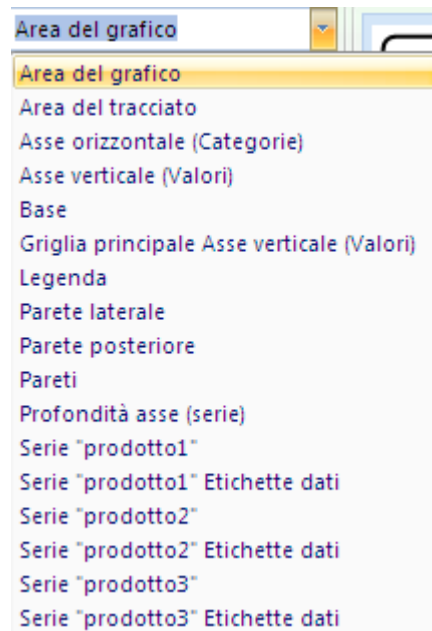 Area del grafico
Area del grafico
Area del tracciato
Asse orizzontale (Categorie)
Asse verticale (Valori)
Base
Griglia principale Asse verticale (Valori)
Legenda
Parete laterale
Parete posteriore
Pareti
Profondità asse (serie)
Serie "prodotto1"
Serie "prodotto1" Etichette dati
Serie "prodotto2"
Serie "prodotto2" Etichette dati
Serie "prodotto3"
Serie "prodotto3" Etichette dati